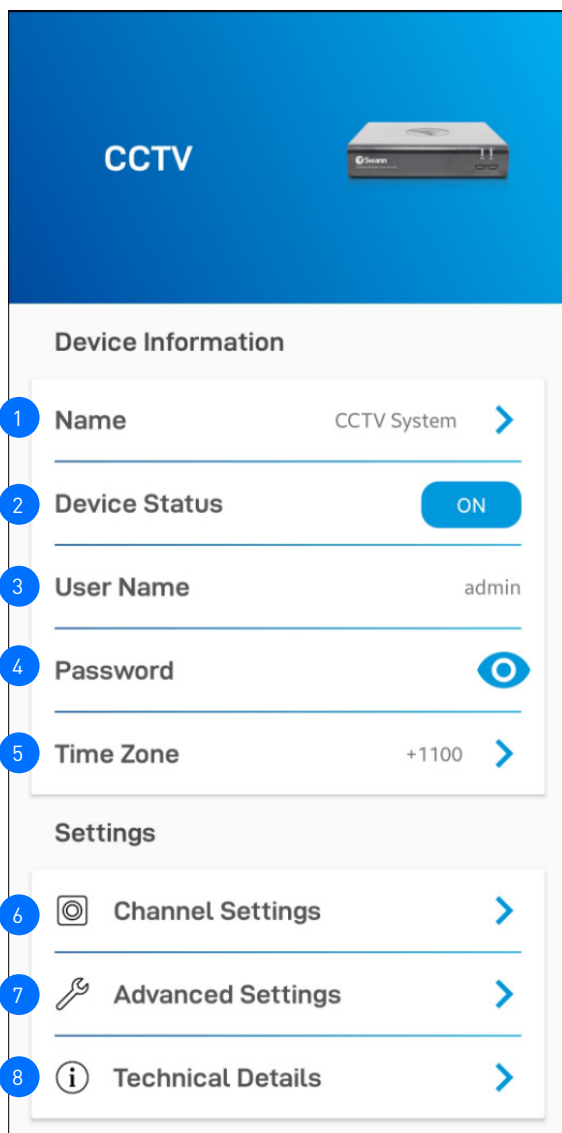 CCTV
Swann
Device Information
1 Name CCTV System
2 Device Status ON
3 User Name admin
4 Password
5 Time Zone +1100
Settings
6 Channel Settings
7 Advanced Settings
8 Technical Details